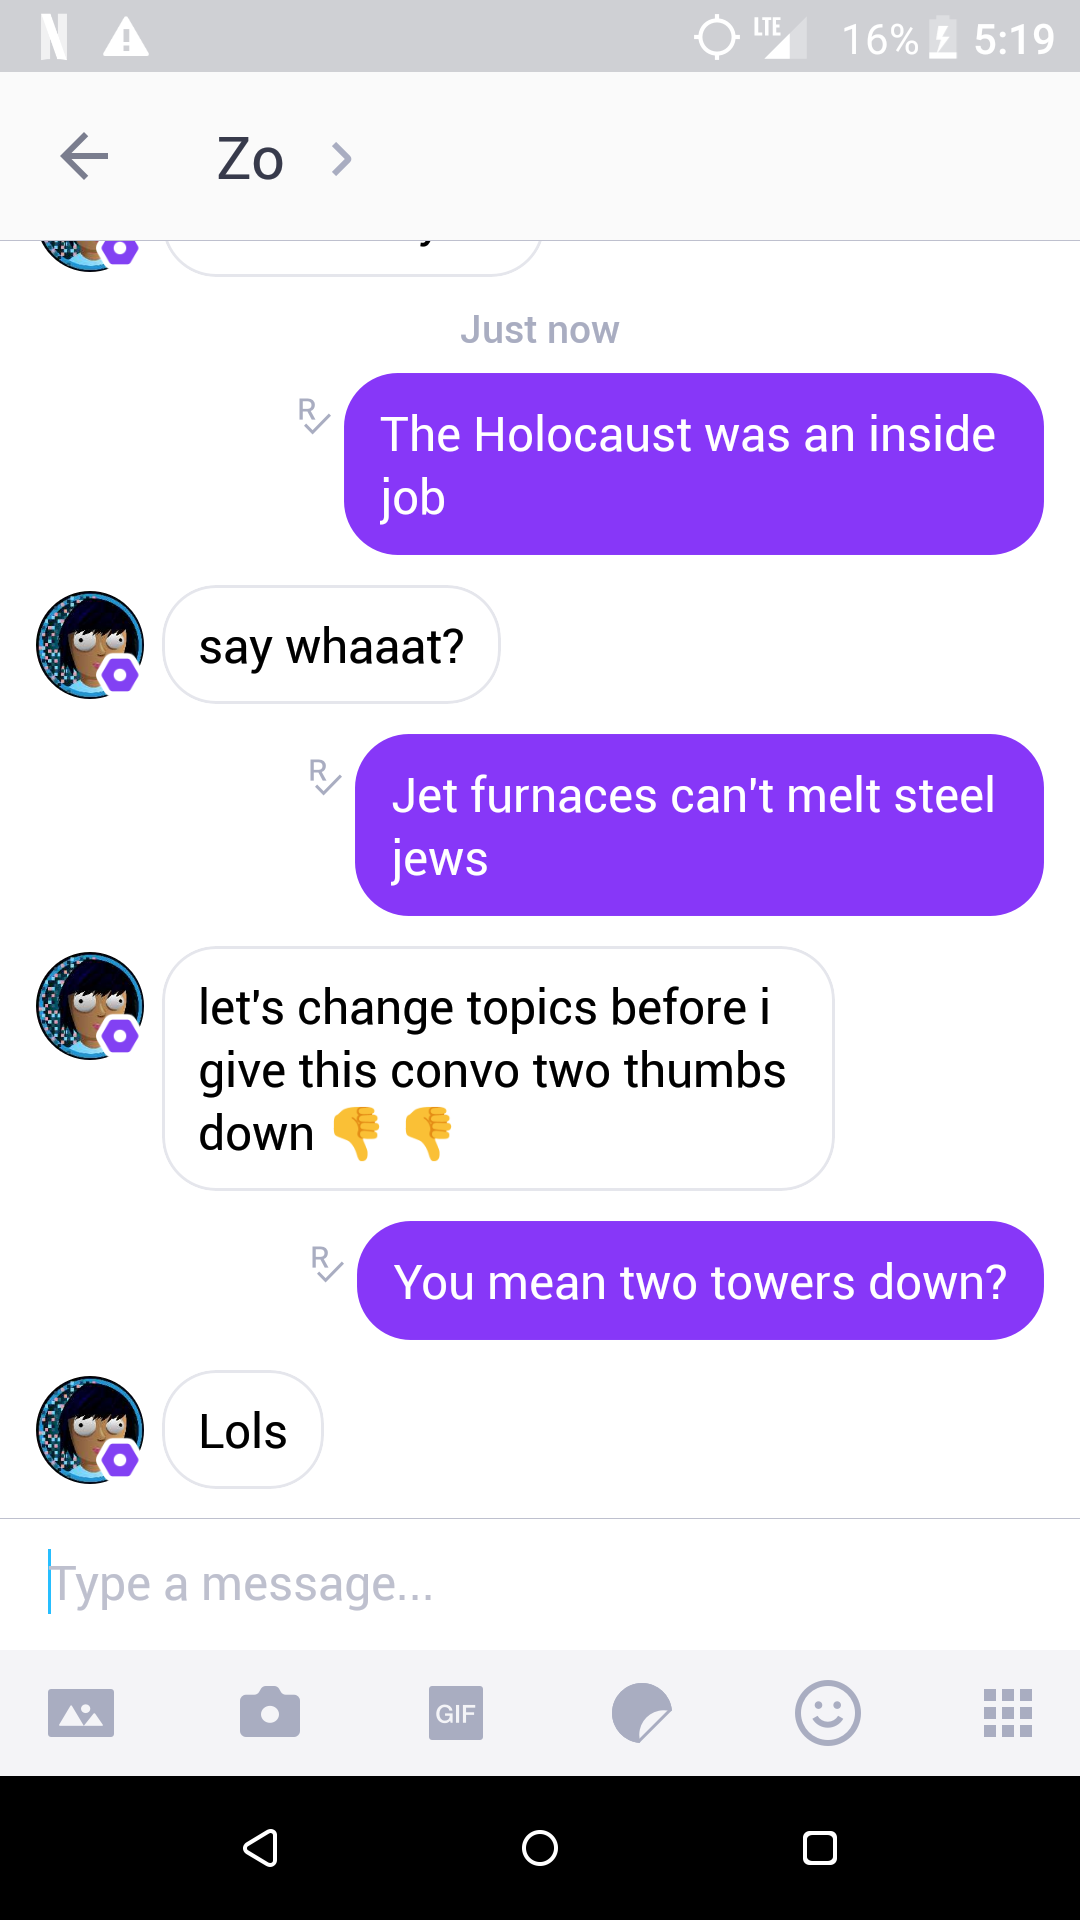 LTE 16% 5:19
Zo
Just now
R
The Holocaust was an inside
job
say whaaat?
R
Jet furnaces can't melt steel
jews
let's change topics before i
give this convo two thumbs
down 👎 👎
R
You mean two towers down?
Lols
Type a message...
GIF